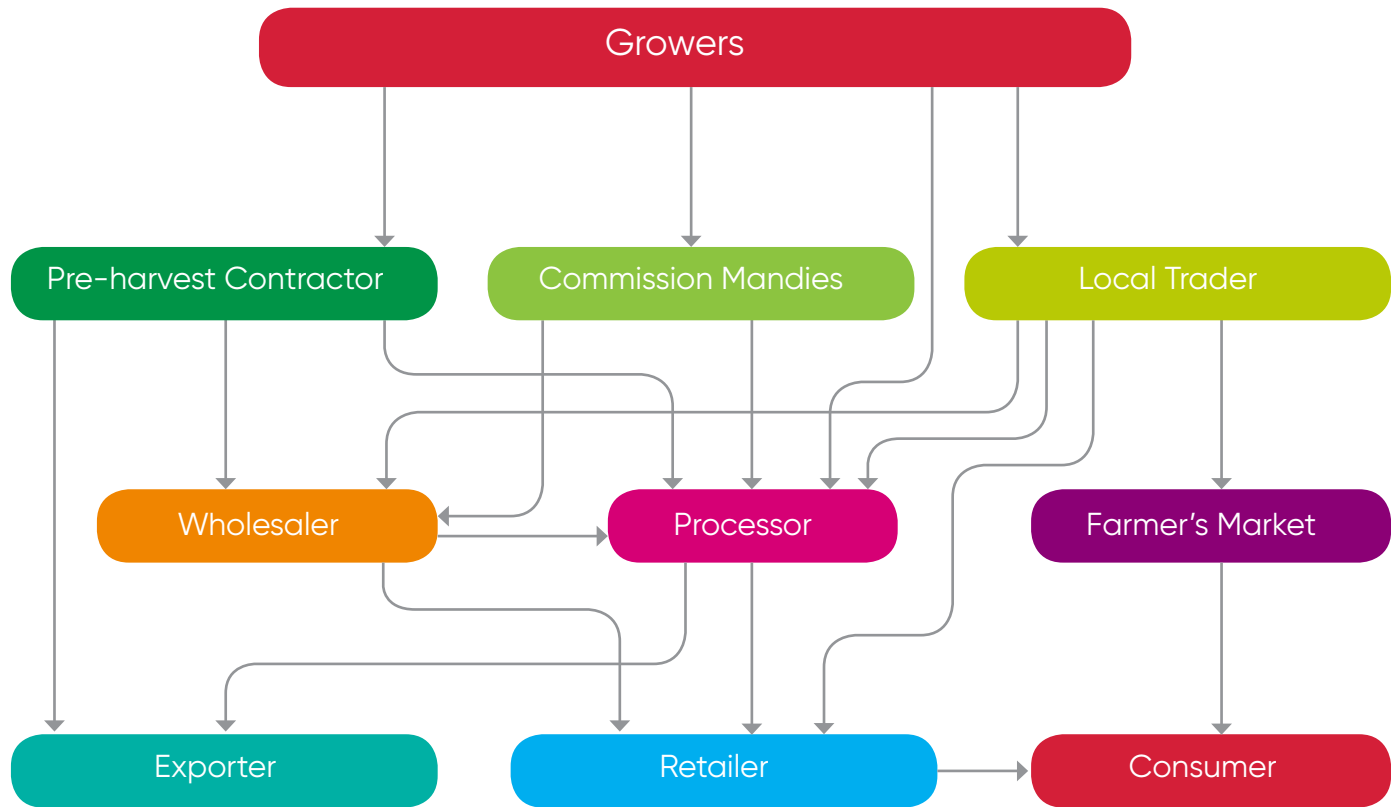 Growers
Pre-harvest Contractor
Commission Mandies
Local Trader
Wholesaler
Processor
Farmer’s Market
Exporter
Retailer
Consumer